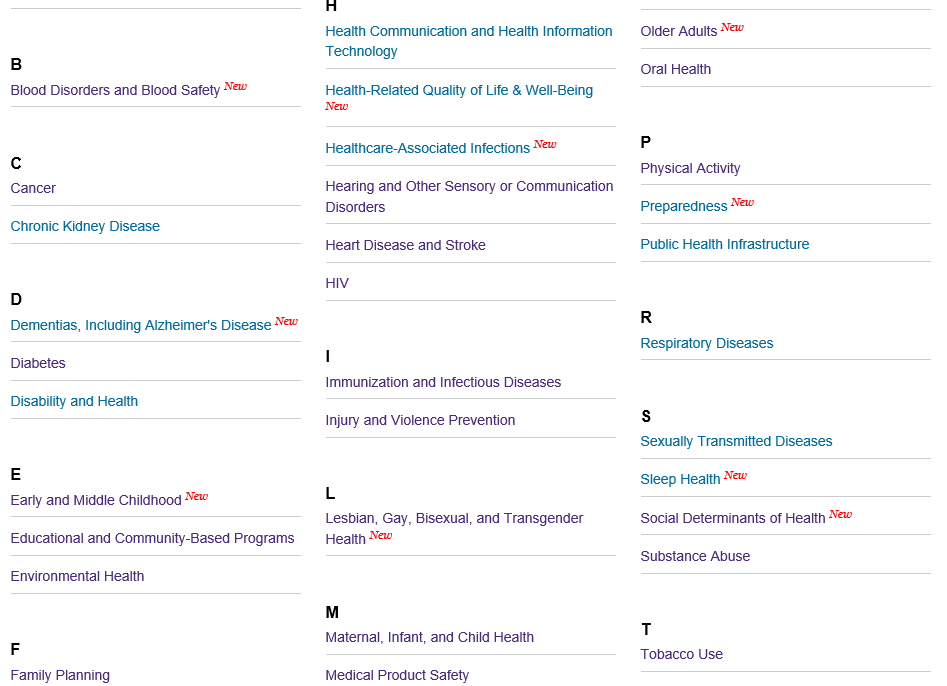 B
Blood Disorders and Blood Safety New
C
Cancer
Chronic Kidney Disease
D
Dementias, Including Alzheimer's Disease New
Diabetes
Disability and Health
E
Early and Middle Childhood New
Educational and Community-Based Programs
Environmental Health
F
Family Planning
H
Health Communication and Health Information
Technology
Health-Related Quality of Life & Well-Being
New
Healthcare-Associated Infections New
Hearing and Other Sensory or Communication
Disorders
Heart Disease and Stroke
HIV
I
Immunization and Infectious Diseases
Injury and Violence Prevention
L
Lesbian, Gay, Bisexual, and Transgender
Health New
M
Maternal, Infant, and Child Health
Medical Product Safety
Older Adults New
Oral Health
P
Physical Activity
Preparedness New
Public Health Infrastructure
R
Respiratory Diseases
S
Sexually Transmitted Diseases
Sleep Health New
Social Determinants of Health New
Substance Abuse
T
Tobacco Use